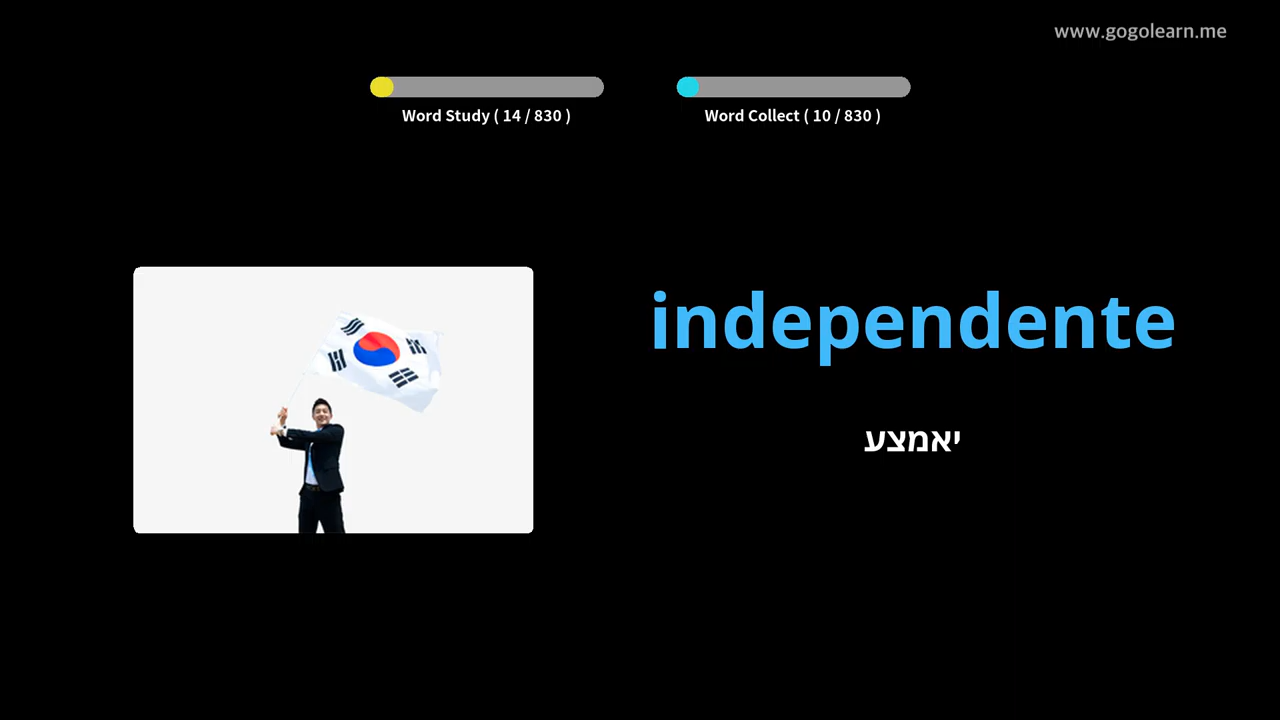 www.gogolearn.me
Word Study ( 14 / 830 )
Word Collect ( 10 / 830 )
independente
יאמצע